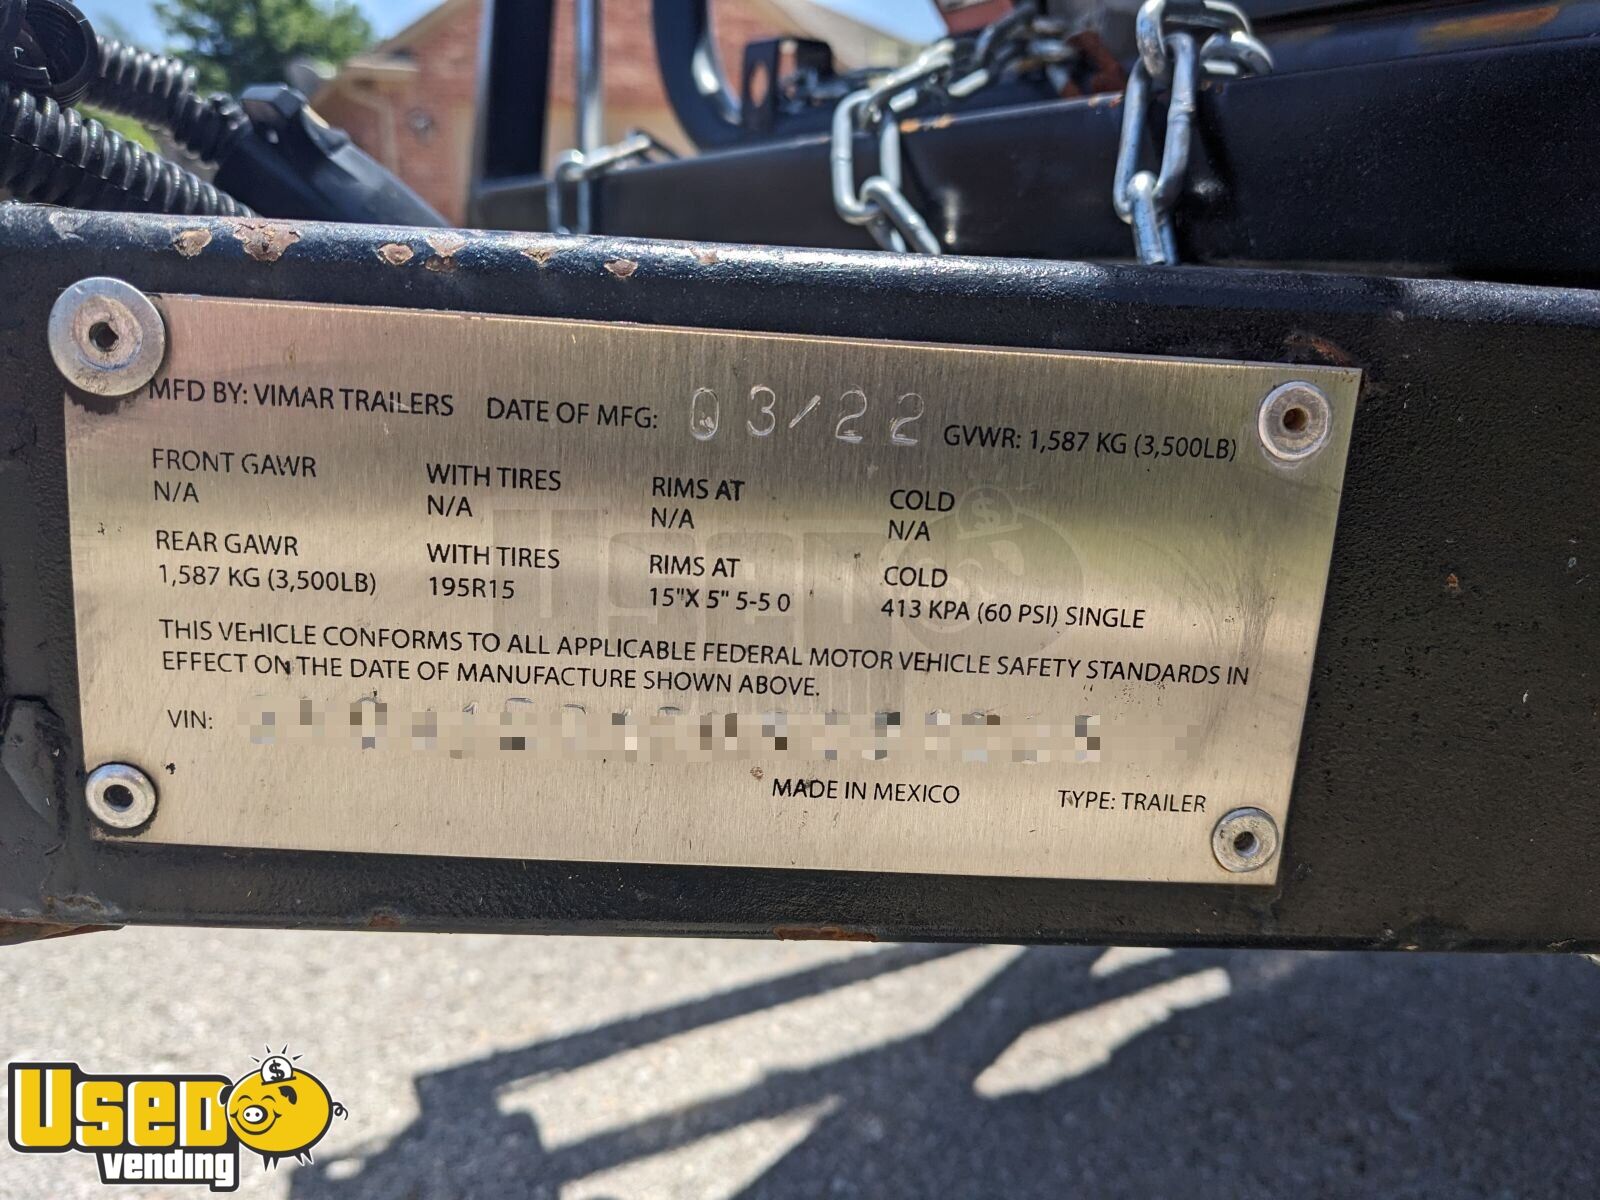 MFD BY: VIMAR TRAILERS DATE OF MFG: 03/22 GVWR: 1,587 KG (3,500LB)
FRONT GAWR WITH TIRES RIMS AT COLD
N/A N/A N/A N/A
REAR GAWR WITH TIRES RIMS AT COLD
1,587 KG (3,500LB) 195R15 15"X 5" 5-5 0 413 KPA (60 PSI) SINGLE
THIS VEHICLE CONFORMS TO ALL APPLICABLE FEDERAL MOTOR VEHICLE SAFETY STANDARDS IN
EFFECT ON THE DATE OF MANUFACTURE SHOWN ABOVE.
VIN:
MADE IN MEXICO TYPE: TRAILER
USED
vending